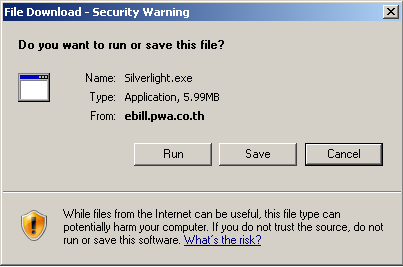 File Download - Security Warning
Do you want to run or save this file?
Name: Silverlight.exe
Type: Application, 5.99MB
From: ebill.pwa.co.th
Run Save Cancel
While files from the Internet can be useful, this file type can
potentially harm your computer. If you do not trust the source, do not
run or save this software. What's the risk?